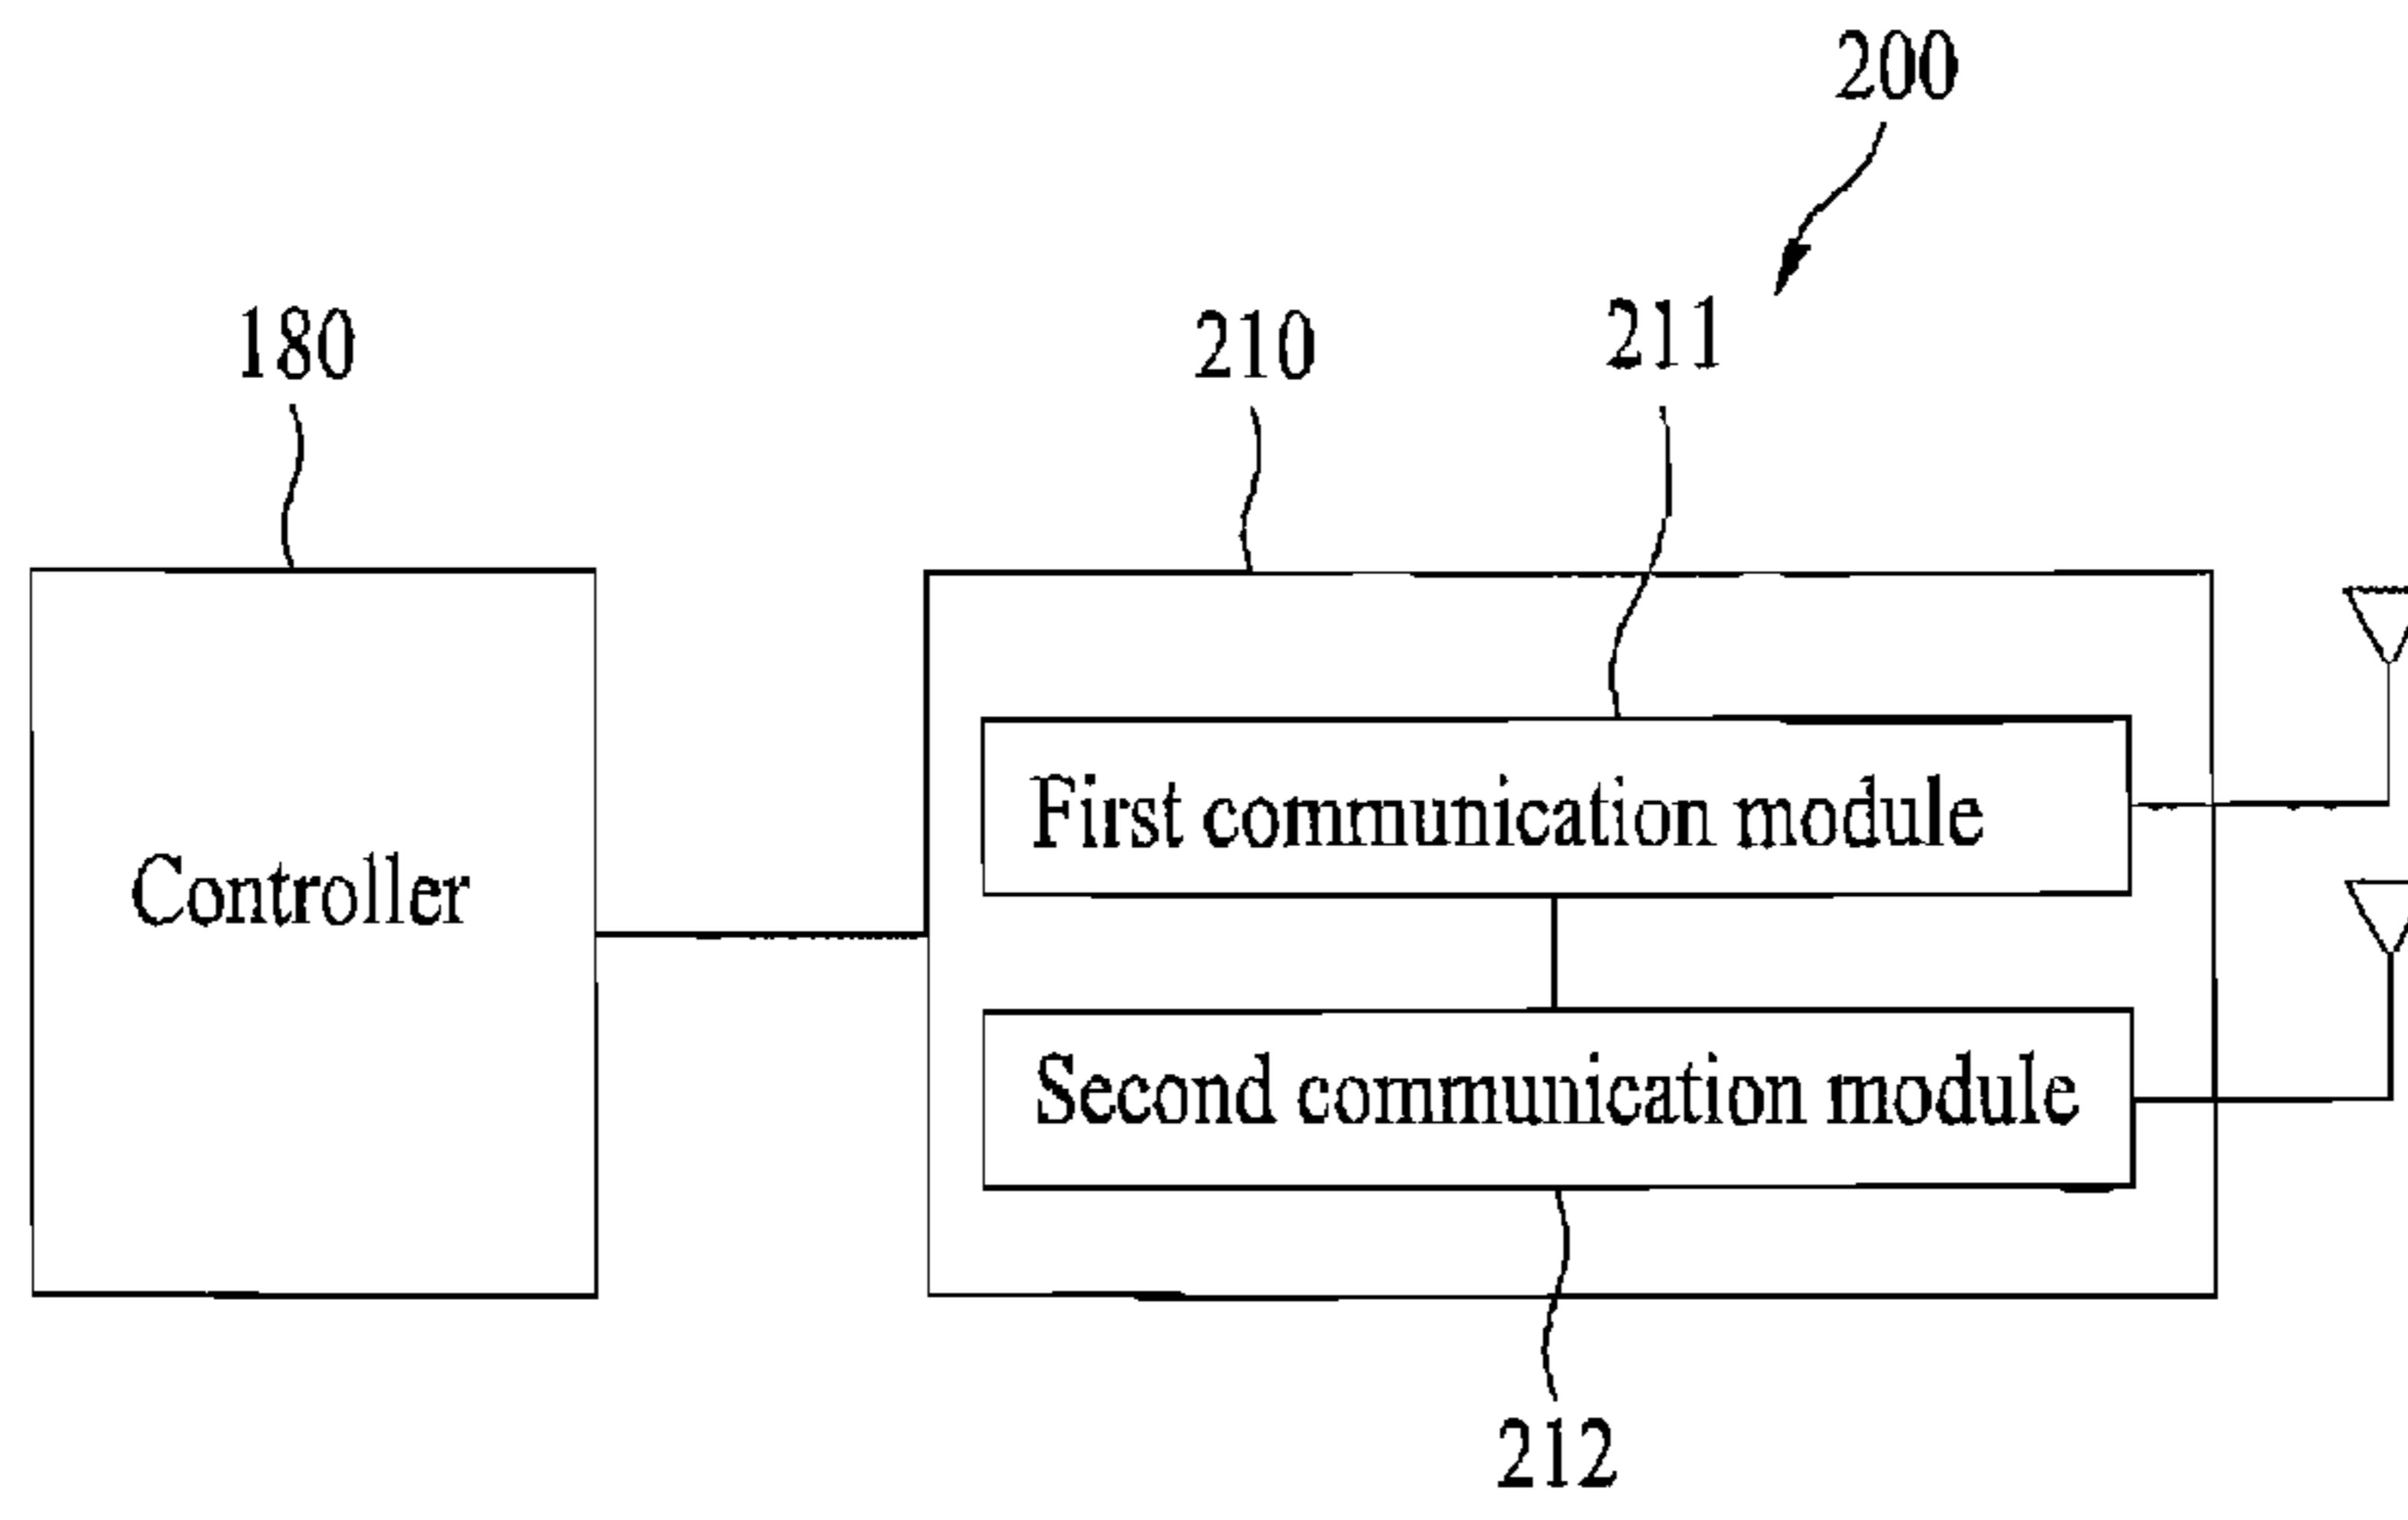 200
180
210
211
First communication module
Controller
Second communication module
212